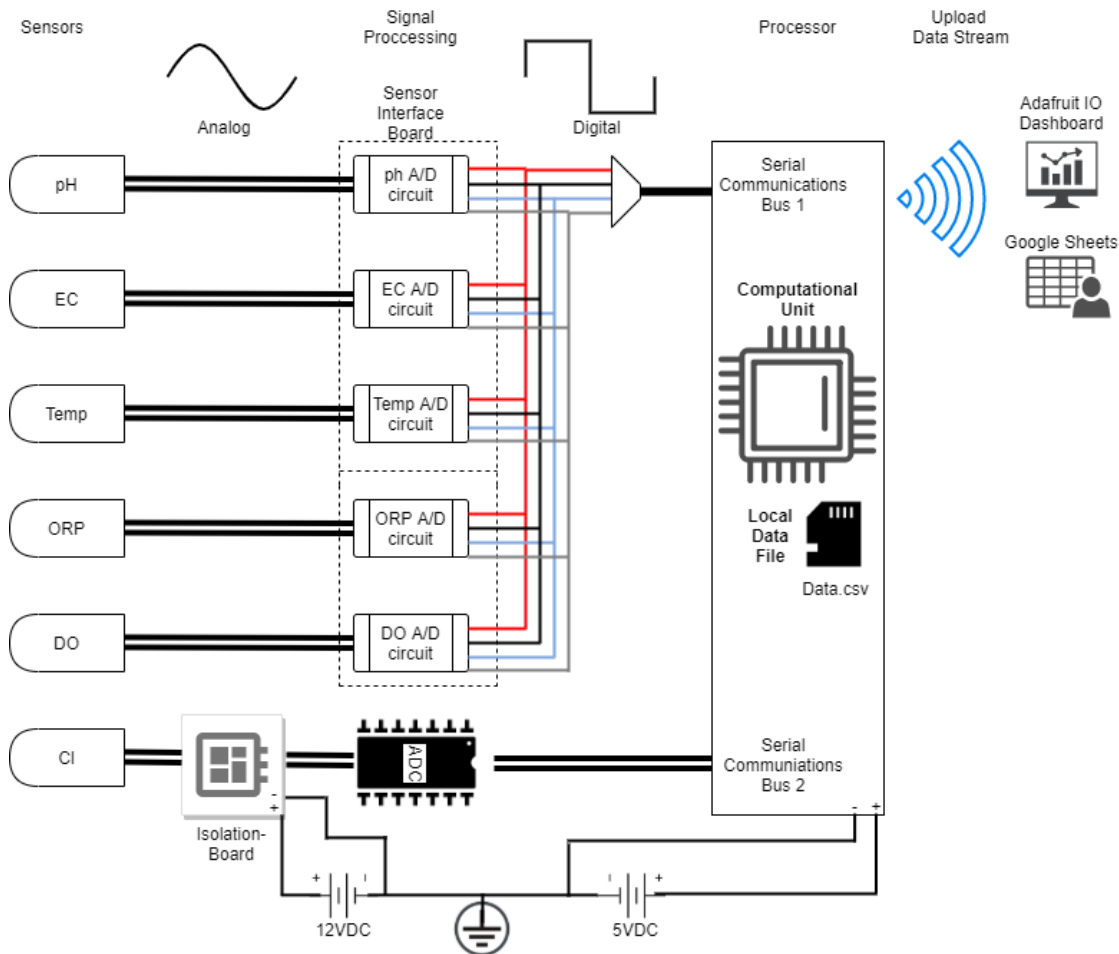 Sensors
Signal
Proccessing
Processor
Upload
Data Stream
Analog
Sensor
Interface
Board
Digital
Adafruit IO
Dashboard
pH
ph A/D
circuit
Serial
Communications
Bus 1
Google Sheets
EC
EC A/D
circuit
Computational
Unit
Temp
Temp A/D
circuit
ORP
ORP A/D
circuit
Local
Data
File
Data.csv
DO
DO A/D
circuit
Cl
ADC
Serial
Communiations
Bus 2
-
+
- +
Isolation-
Board
+ ı
ı +
12VDC
5VDC